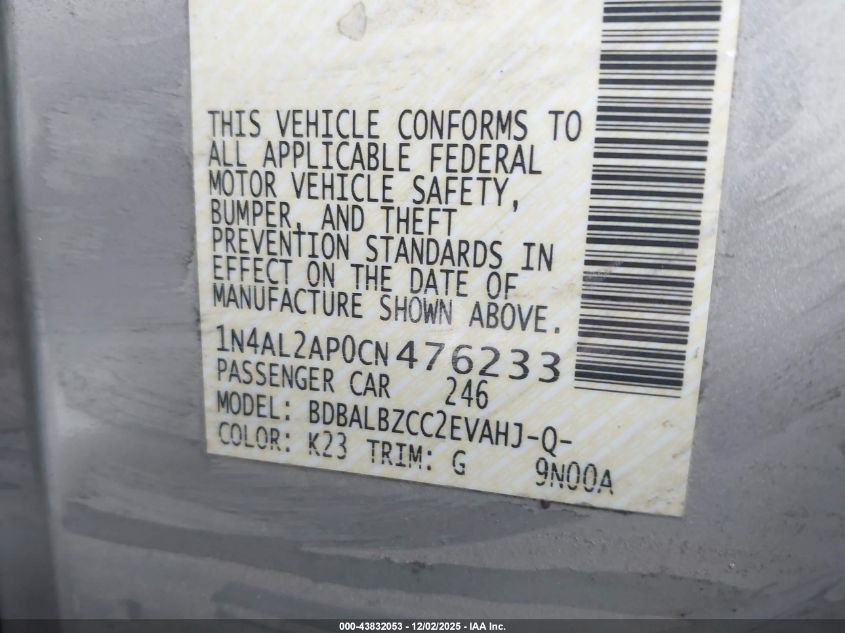 THIS VEHICLE CONFORMS TO
ALL APPLICABLE FEDERAL
MOTOR VEHICLE SAFETY,
BUMPER, AND THEFT
PREVENTION STANDARDS IN
EFFECT ON THE DATE OF
MANUFACTURE SHOWN ABOVE.
1N4AL2AP0CN476233
PASSENGER CAR 246
MODEL: BDBALBZCC2EVAHJ-Q-
COLOR: K23 TRIM: G 9N00A
000-43832053 - 12/02/2025 - IAA Inc.